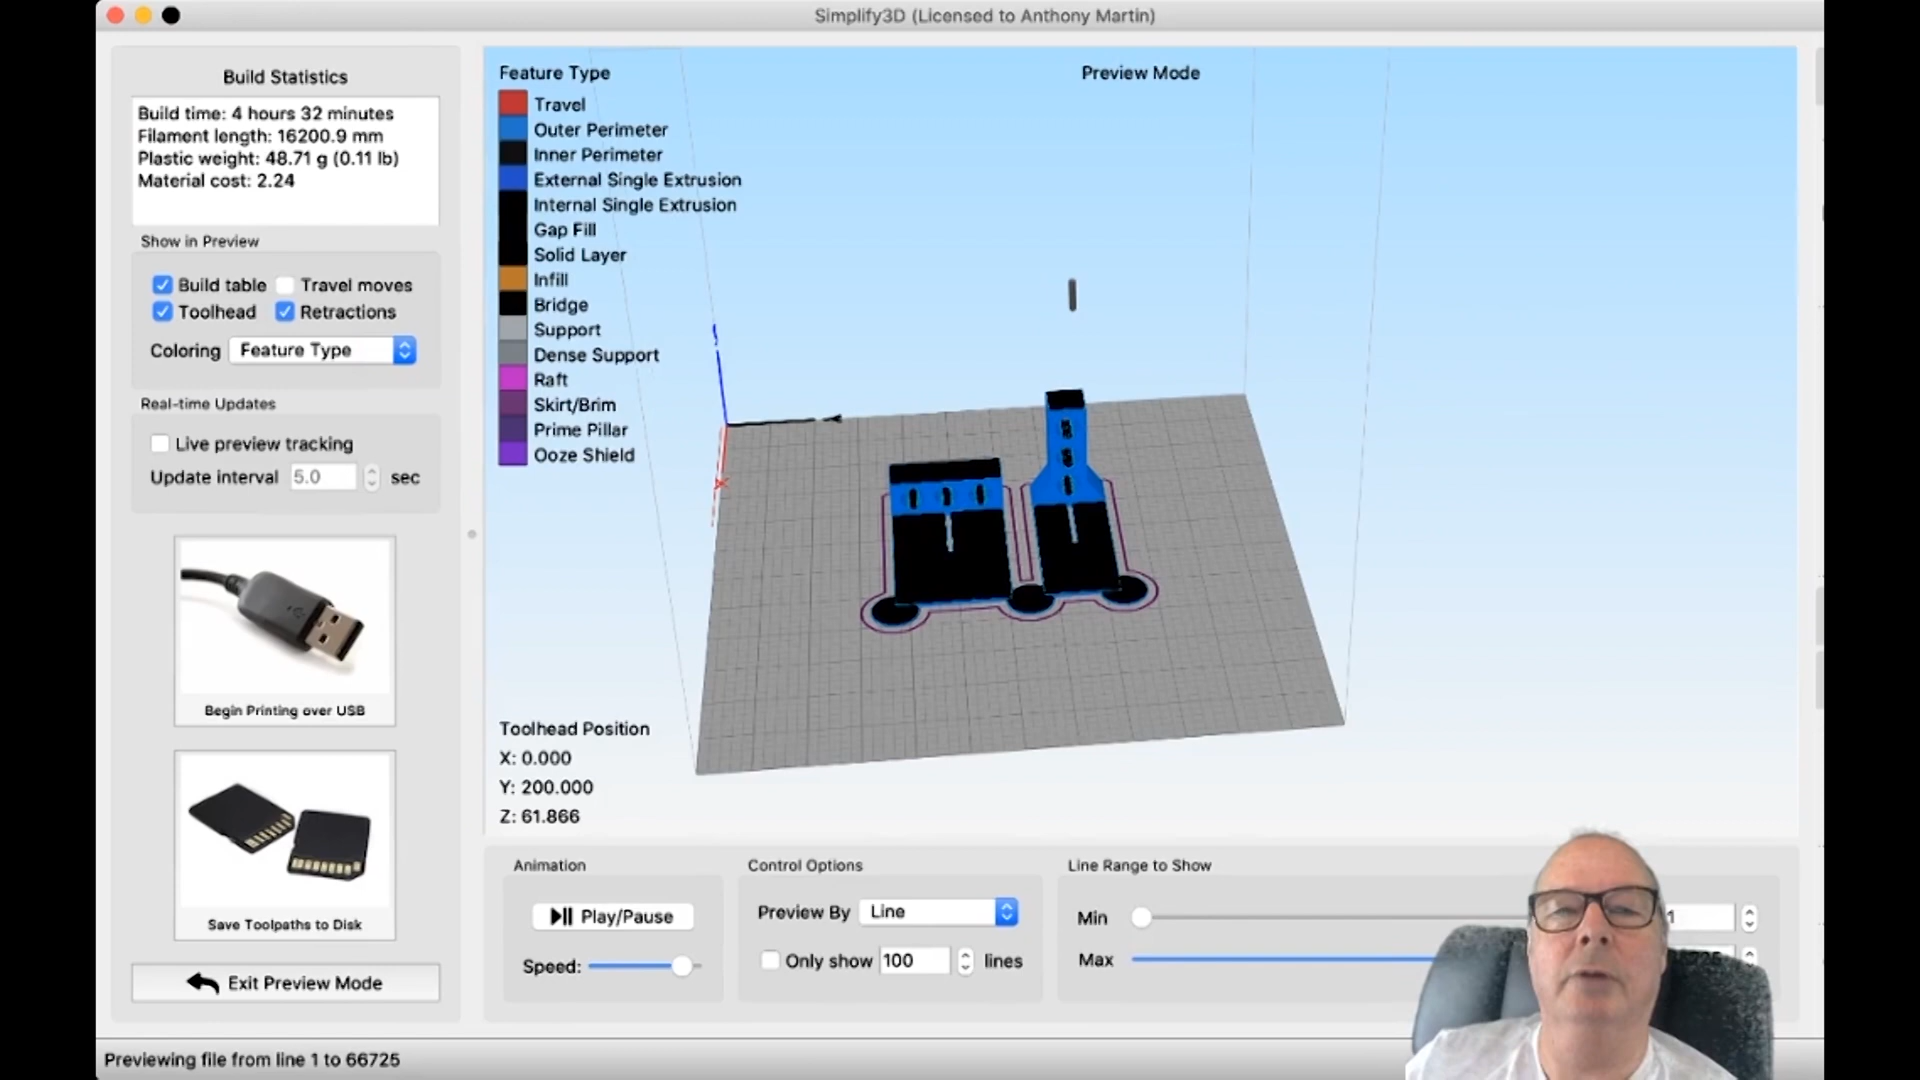 Simplify3D (Licensed to Anthony Martin)
Build Statistics
Build time: 4 hours 32 minutes
Filament length: 16200.9 mm
Plastic weight: 48.71 g (0.11 lb)
Material cost: 2.24
Show in Preview
Build table
Travel moves
Toolhead
Retractions
Coloring
Feature Type
Real-time Updates
Live preview tracking
Update interval 5.0 sec
Begin Printing over USB
Save Toolpaths to Disk
Exit Preview Mode
Feature Type
Travel
Outer Perimeter
Inner Perimeter
External Single Extrusion
Internal Single Extrusion
Gap Fill
Solid Layer
Infill
Bridge
Support
Dense Support
Raft
Skirt/Brim
Prime Pillar
Ooze Shield
Preview Mode
Toolhead Position
X: 0.000
Y: 200.000
Z: 61.866
Animation
Play/Pause
Speed:
Control Options
Preview By Line
Only show 100 lines
Line Range to Show
Min
1
Max
Previewing file from line 1 to 66725